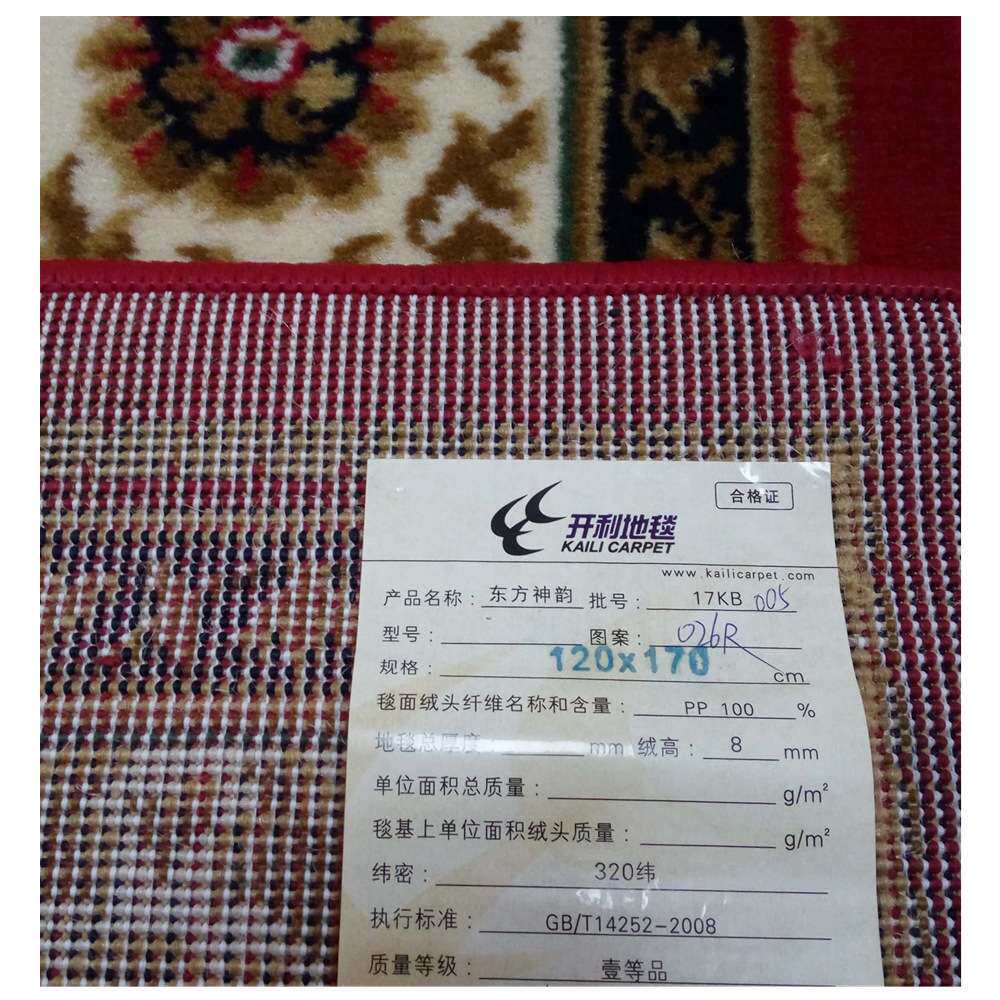 合格证
开利地毯
KAILI CARPET
www.kailicarpet.com
产品名称：东方神韵 批号：17KB 005
型号： 图案：026R
规格：120x170 cm
毯面绒头纤维名称和含量：PP 100 %
地毯总厚度 mm 绒高：8 mm
单位面积总质量： g/m²
毯基上单位面积绒头质量： g/m²
纬密：320纬
执行标准：GB/T14252-2008
质量等级：壹等品